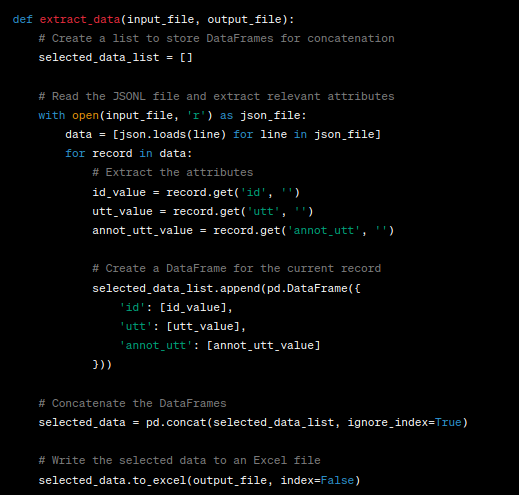 def extract_data(input_file, output_file):
    # Create a list to store DataFrames for concatenation
    selected_data_list = []

    # Read the JSONL file and extract relevant attributes
    with open(input_file, 'r') as json_file:
        data = [json.loads(line) for line in json_file]
        for record in data:
            # Extract the attributes
            id_value = record.get('id', '')
            utt_value = record.get('utt', '')
            annot_utt_value = record.get('annot_utt', '')

            # Create a DataFrame for the current record
            selected_data_list.append(pd.DataFrame({
                'id': [id_value],
                'utt': [utt_value],
                'annot_utt': [annot_utt_value]
            }))

    # Concatenate the DataFrames
    selected_data = pd.concat(selected_data_list, ignore_index=True)

    # Write the selected data to an Excel file
    selected_data.to_excel(output_file, index=False)